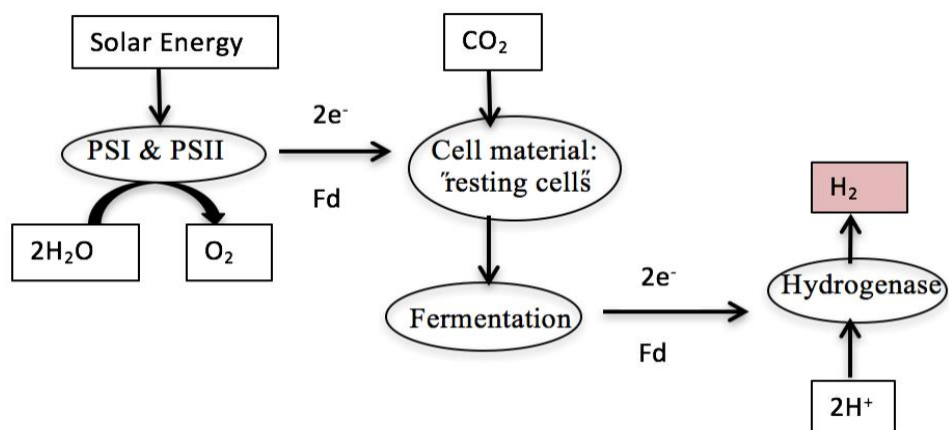 Solar Energy
CO₂
2e⁻
PSI & PSII
Cell material:
"resting cells"
Fd
H₂
2H₂O
O₂
2e⁻
Hydrogenase
Fermentation
Fd
2H⁺